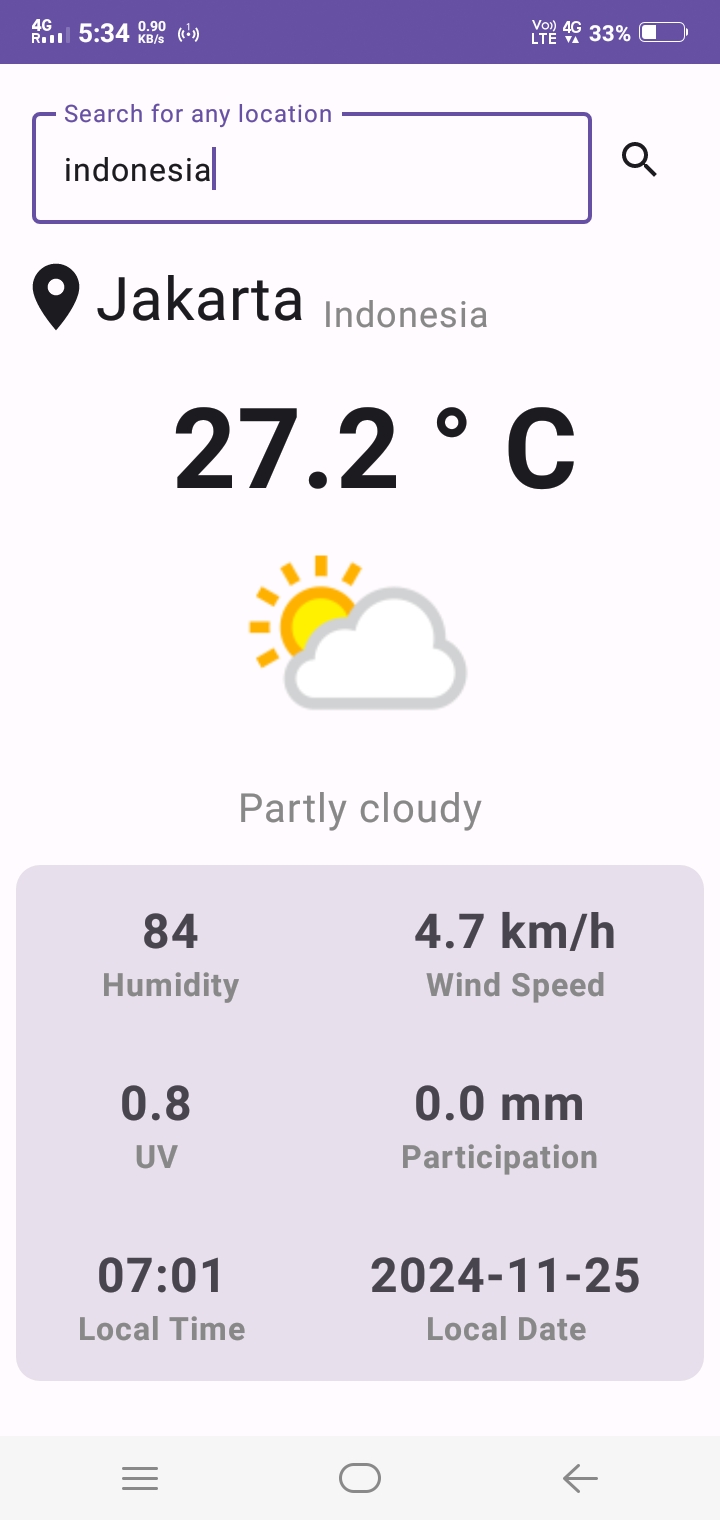 4G R 5:34 0.90 KB/s 1 Vo)) LTE 4G 33%
Search for any location
indonesia
Jakarta Indonesia
27.2 ° C
Partly cloudy
84 4.7 km/h
Humidity Wind Speed
0.8 0.0 mm
UV Participation
07:01 2024-11-25
Local Time Local Date